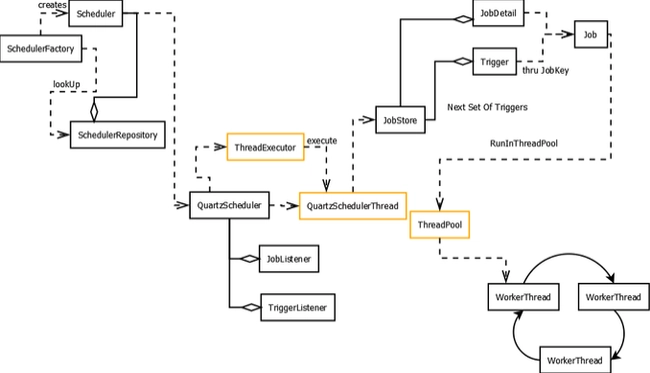 creates
Scheduler
JobDetail
SchedulerFactory
Job
Trigger
thru JobKey
lookUp
Next Set Of Triggers
JobStore
SchedulerRepository
ThreadExecutor
execute
RunInThreadPool
QuartzScheduler
QuartzSchedulerThread
ThreadPool
JobListener
TriggerListener
WorkerThread
WorkerThread
WorkerThread